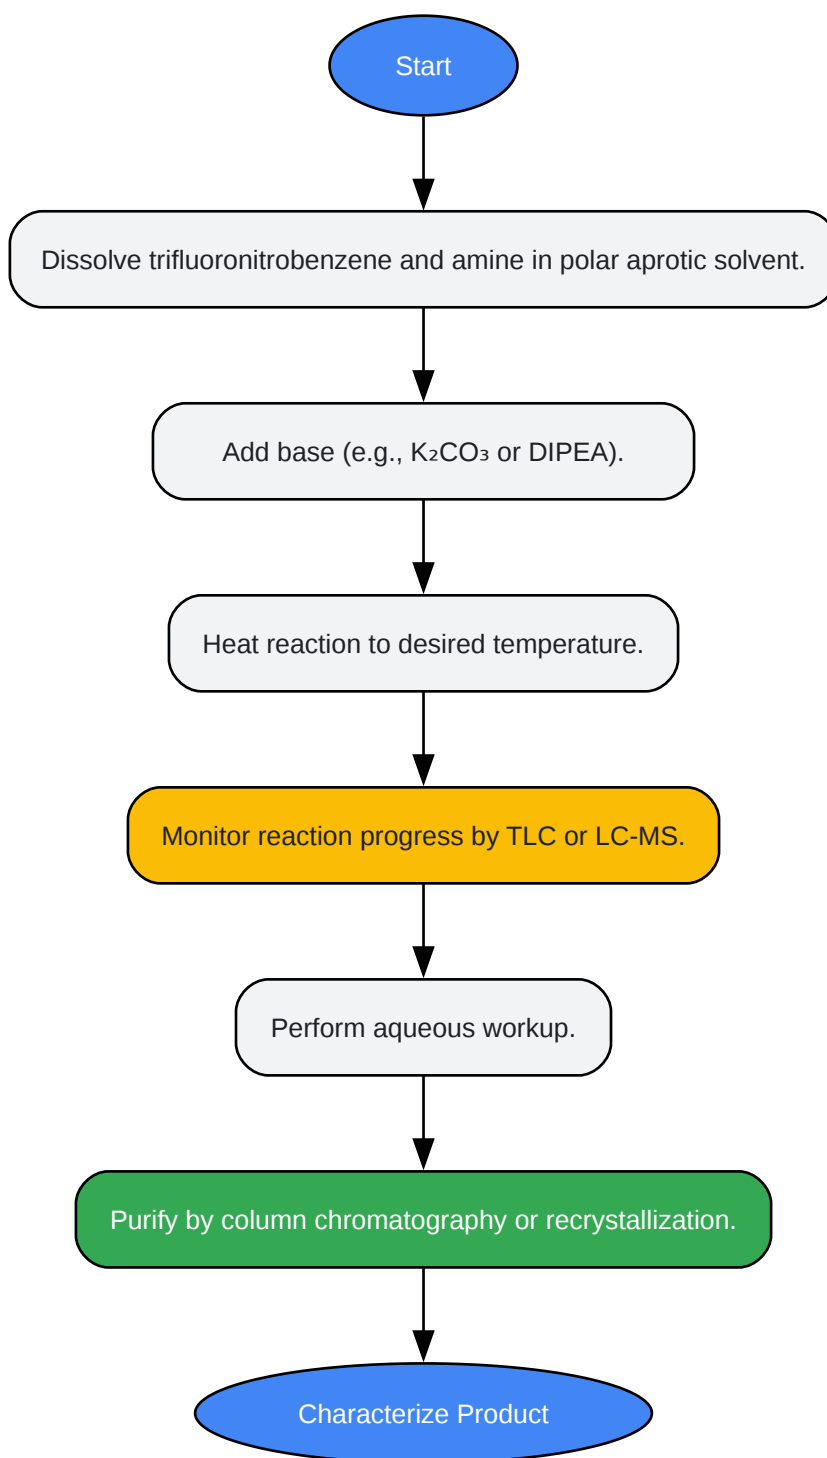 Start
Dissolve trifluoronitrobenzene and amine in polar aprotic solvent.
Add base (e.g., K₂CO₃ or DIPEA).
Heat reaction to desired temperature.
Monitor reaction progress by TLC or LC-MS.
Perform aqueous workup.
Purify by column chromatography or recrystallization.
Characterize Product